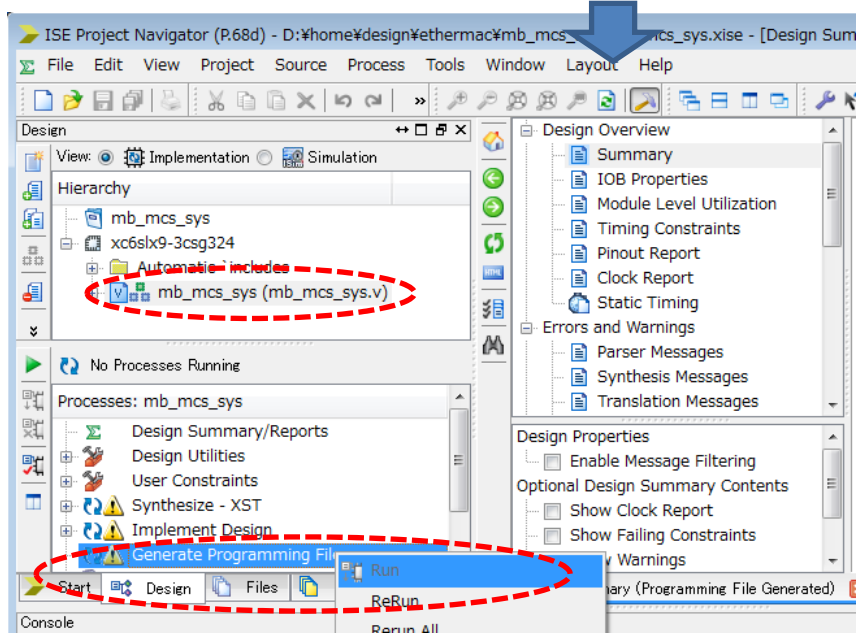 ISE Project Navigator (P.68d) - D:¥home¥design¥ethermac¥mb_mcs_ mcs_sys.xise - [Design Sum
File Edit View Project Source Process Tools Window Layout Help
Design
View: Implementation Simulation
Hierarchy
mb_mcs_sys
xc6slx9-3csg324
Automatic `includes
mb_mcs_sys (mb_mcs_sys.v)
No Processes Running
Processes: mb_mcs_sys
Design Summary/Reports
Design Utilities
User Constraints
Synthesize - XST
Implement Design
Generate Programming File
Start Design Files
Console
Run
ReRun
Rerun All
Design Overview
Summary
IOB Properties
Module Level Utilization
Timing Constraints
Pinout Report
Clock Report
Static Timing
Errors and Warnings
Parser Messages
Synthesis Messages
Translation Messages
Design Properties
Enable Message Filtering
Optional Design Summary Contents
Show Clock Report
Show Failing Constraints
Warnings
(Programming File Generated)